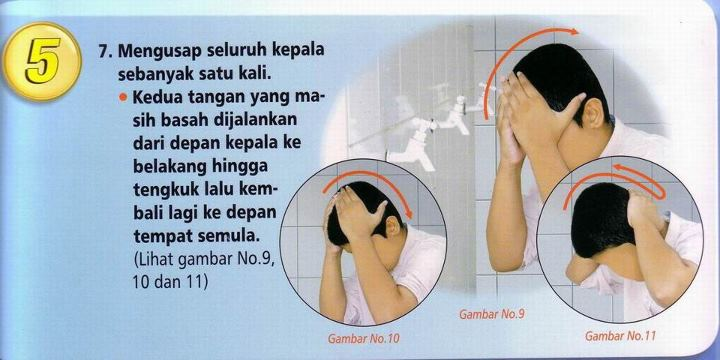 5
7. Mengusap seluruh kepala
sebanyak satu kali.
• Kedua tangan yang ma-
sih basah dijalankan
dari depan kepala ke
belakang hingga
tengkuk lalu kem-
bali lagi ke depan
tempat semula.
(Lihat gambar No.9,
10 dan 11)
Gambar No.9
Gambar No.10
Gambar No.11